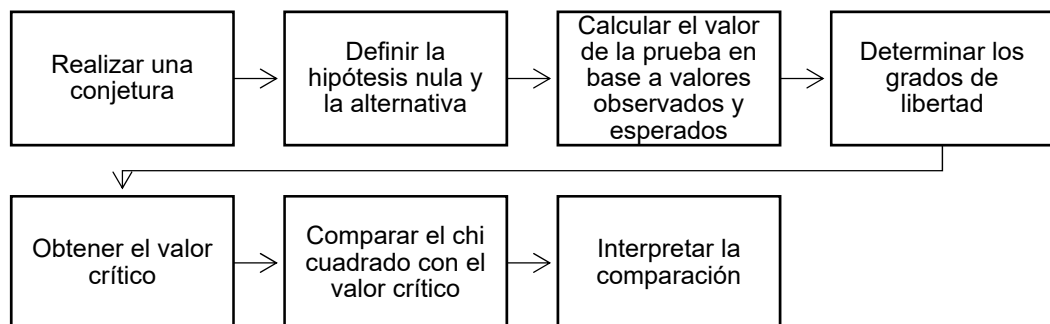 Realizar una
conjetura
Definir la
hipótesis nula y
la alternativa
Calcular el valor
de la prueba en
base a valores
observados y
esperados
Determinar los
grados de
libertad
Obtener el valor
crítico
Comparar el chi
cuadrado con el
valor crítico
Interpretar la
comparación